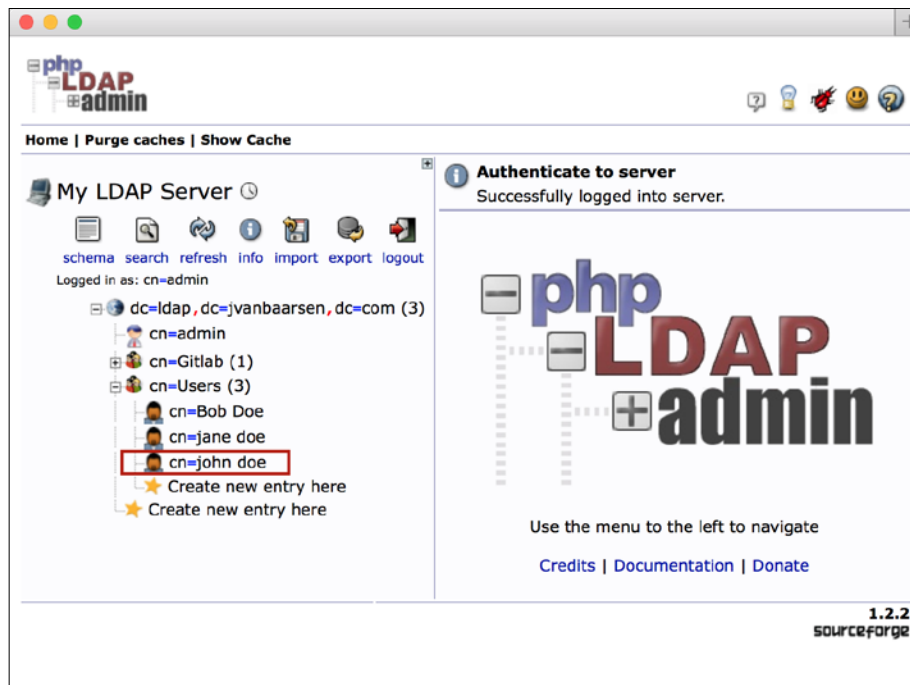 php
LDAP
admin
Home | Purge caches | Show Cache
My LDAP Server
schema search refresh info import export logout
Logged in as: cn=admin
dc=ldap,dc=jvanbaarsen,dc=com (3)
cn=admin
cn=Gitlab (1)
cn=Users (3)
cn=Bob Doe
cn=jane doe
cn=john doe
Create new entry here
Create new entry here
Authenticate to server
Successfully logged into server.
php
LDAP
admin
Use the menu to the left to navigate
Credits | Documentation | Donate
1.2.2
sourceforge